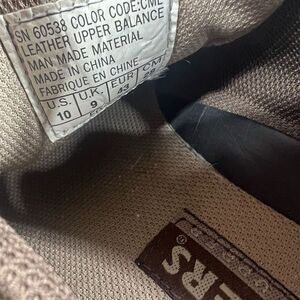 SN 60538 COLOR CODE:CML
LEATHER UPPER BALANCE
MAN MADE MATERIAL
MADE IN CHINA
FABRIQUE EN CHINE
U.S. U.K. EUR CM
10 9 43
ERS®